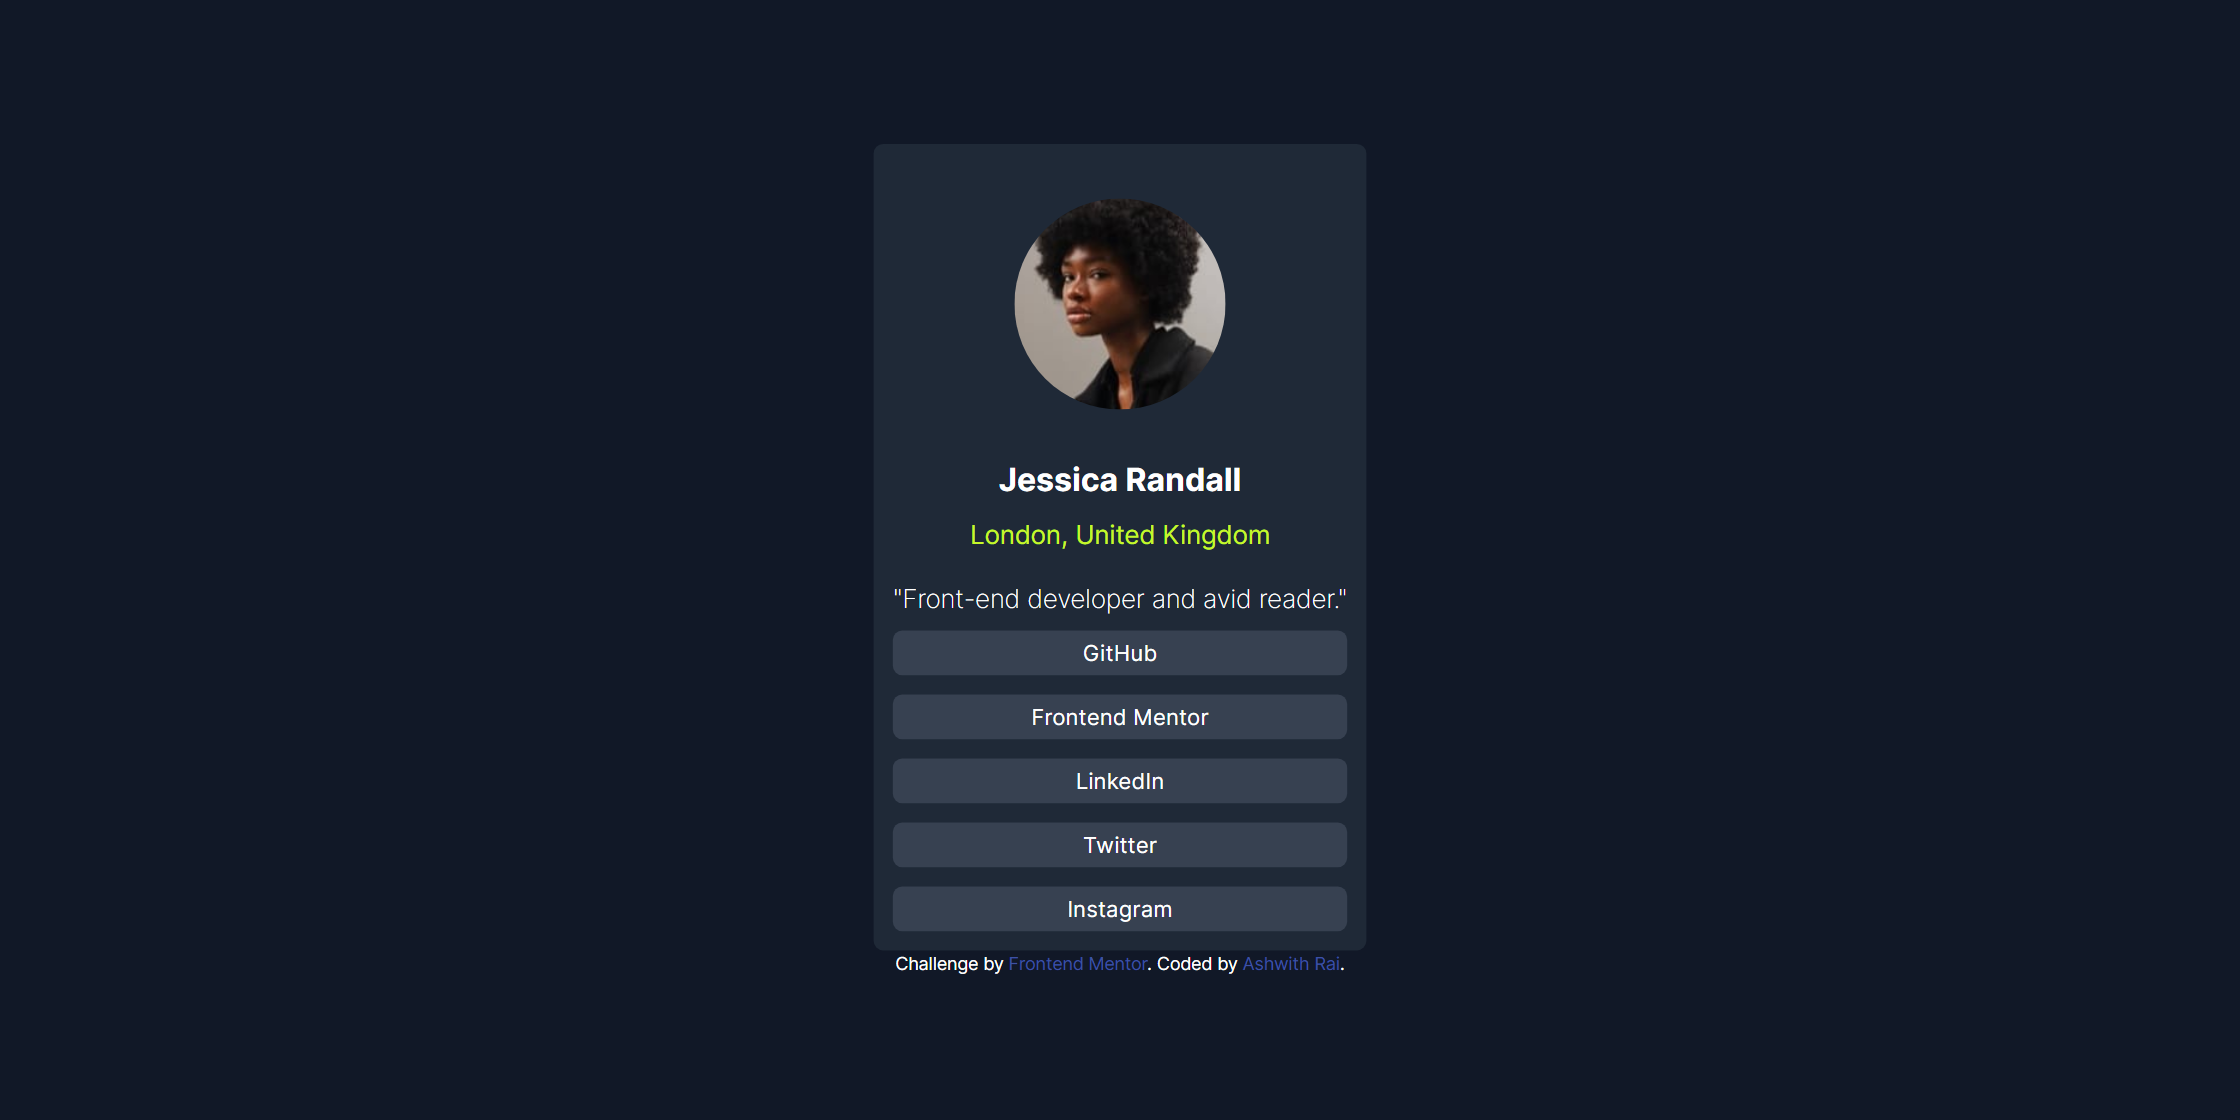 Jessica Randall
London, United Kingdom
"Front-end developer and avid reader."
GitHub
Frontend Mentor
LinkedIn
Twitter
Instagram
Challenge by Frontend Mentor. Coded by Ashwith Rai.